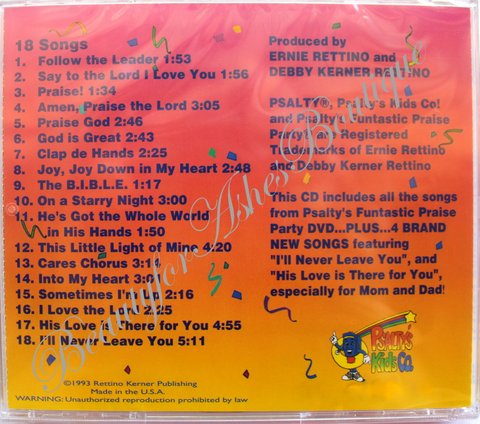 18 Songs
1. Follow the Leader 1:53
2. Say to the Lord I Love You 1:56
3. Praise! 1:34
4. Amen, Praise the Lord 3:05
5. Praise God 2:46
6. God is Great 2:43
7. Clap de Hands 2:25
8. Joy, Joy Down in My Heart 2:48
9. The B.I.B.L.E. 1:17
10. On a Starry Night 3:00
11. He's Got the Whole World
in His Hands 1:50
12. This Little Light of Mine 4:20
13. Cares Chorus
14. Into My Heart
15. Sometimes 2:16
16. I Love the Lord 2:25
17. His Love is There for You 4:55
18. I'll Never Leave You 5:11
©1993 Rettino Kerner Publishing
Made in the U.S.A.
WARNING: Unauthorized reproduction prohibited by law
Produced by
ERNIE RETTINO and
DEBBY KERNER RETTINO
PSALTY®, Psalty's Kids Co!
and Psalty's Funtastic Praise
Party are Registered
Trademarks of Ernie Rettino
and Debby Kerner Rettino
This CD includes all the songs
from Psalty's Funtastic Praise
Party DVD...PLUS...4 BRAND
NEW SONGS featuring
"I'll Never Leave You", and
"His Love is There for You",
especially for Mom and Dad!
PSALTY'S
KIDS CO.
BeautyforAshesBeauty